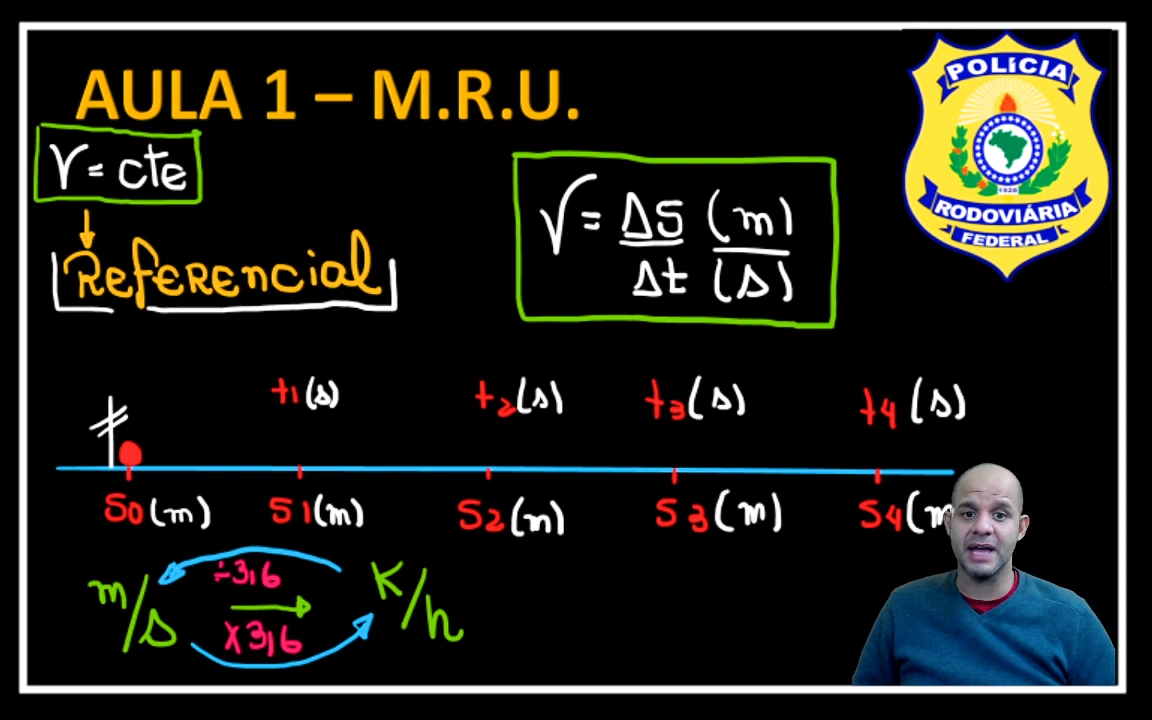 AULA 1 – M.R.U.
V = cte
Referencial
V = ΔS (m)
Δt (s)
POLÍCIA
1928
RODOVIÁRIA
FEDERAL
t1(s) t2(s) t3(s) t4(s)
S0(m) S1(m) S2(m) S3(m) S4(m
÷3,6
m/s K/h
x3,6